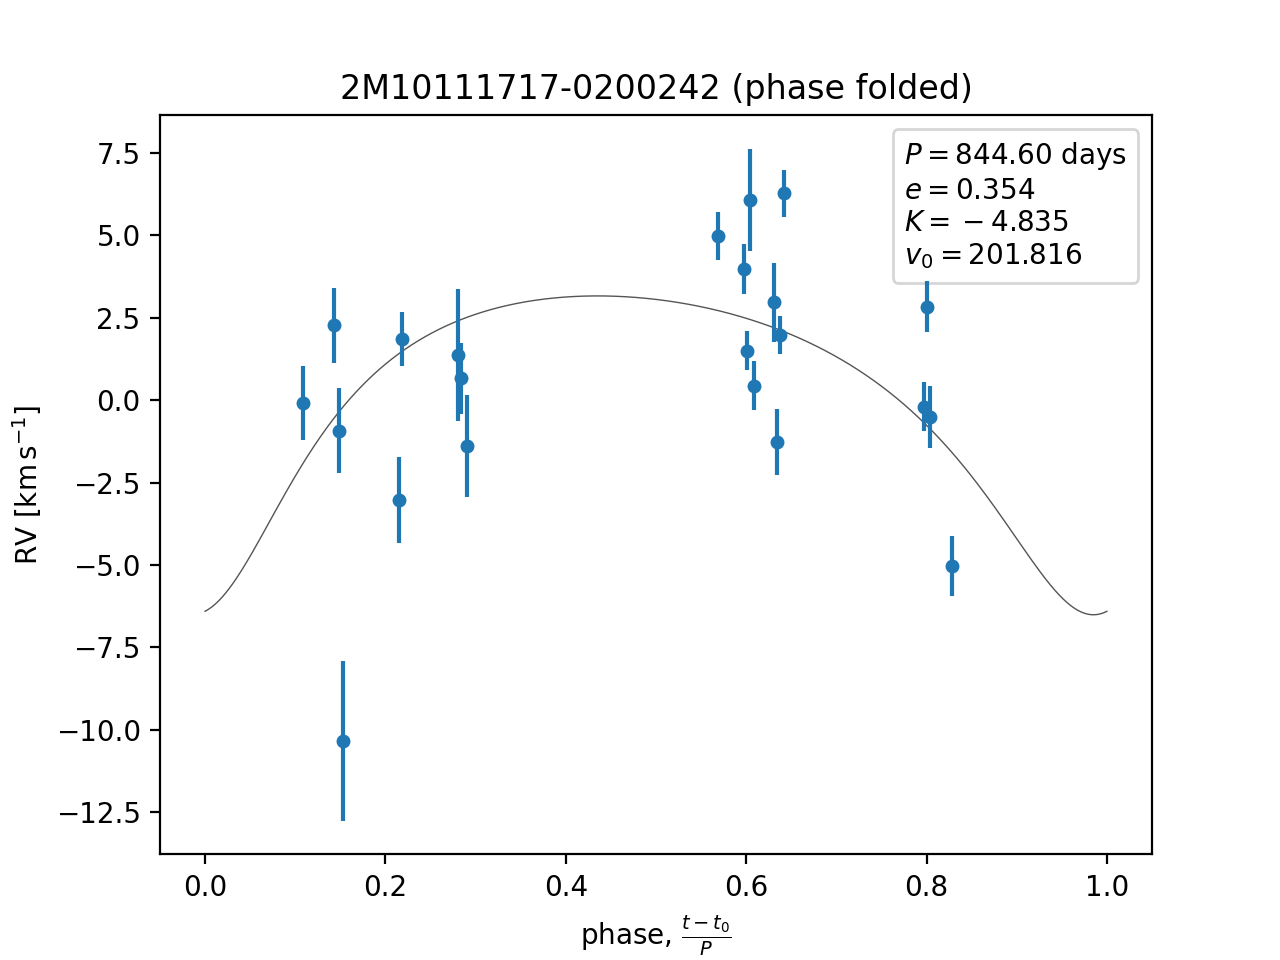 2M10111717-0200242 (phase folded)
P = 844.60 days
e = 0.354
K = −4.835
v₀ = 201.816
7.5
5.0
2.5
0.0
−2.5
−5.0
−7.5
−10.0
−12.5
RV [km s⁻¹]
0.0 0.2 0.4 0.6 0.8 1.0
phase, (t − t₀)/P